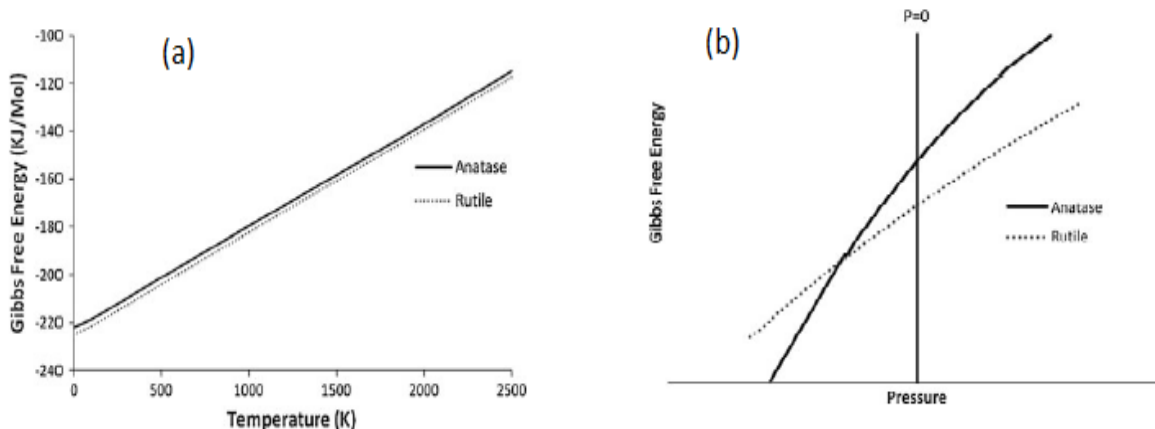 (a)
Gibbs Free Energy (KJ/Mol)
-100
-120
-140
-160
-180
-200
-220
-240
0
500
1000
1500
2000
2500
Temperature (K)
Anatase
Rutile
(b)
P=0
Gibbs Free Energy
Anatase
Rutile
Pressure